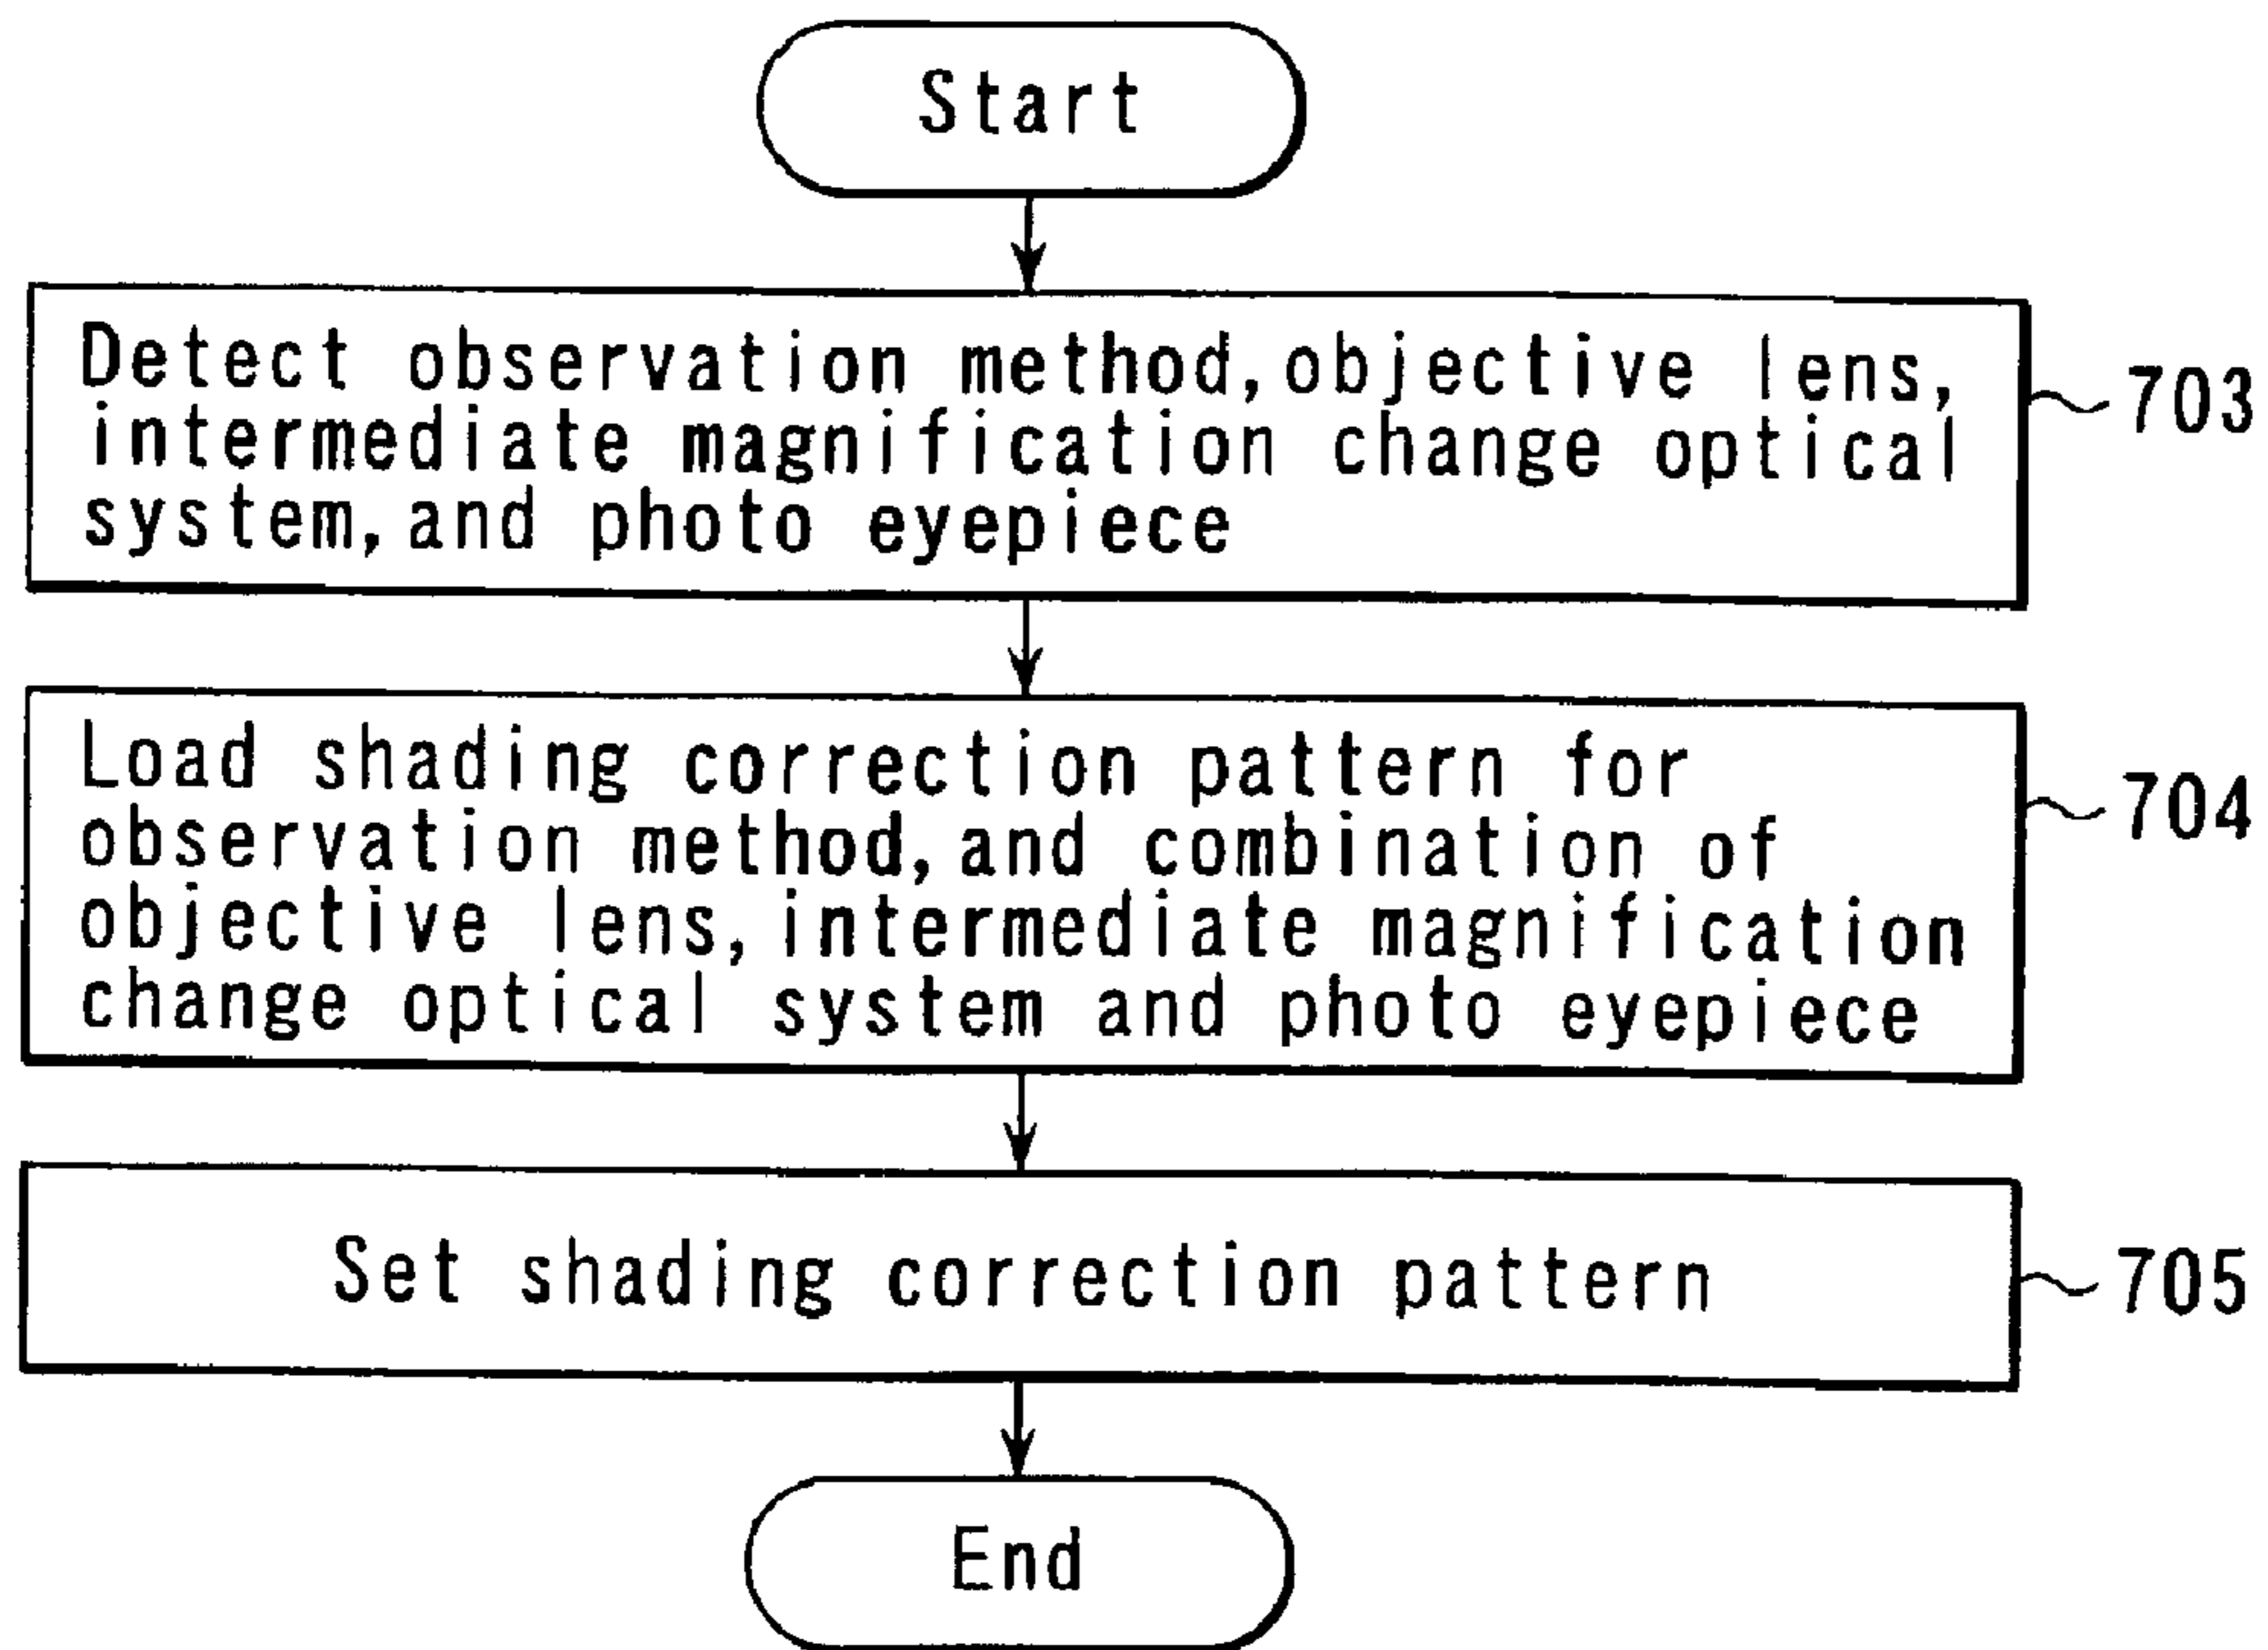 Start
Detect observation method, objective lens,
intermediate magnification change optical
system, and photo eyepiece
703
Load shading correction pattern for
observation method, and combination of
objective lens, intermediate magnification
change optical system and photo eyepiece
704
Set shading correction pattern
705
End